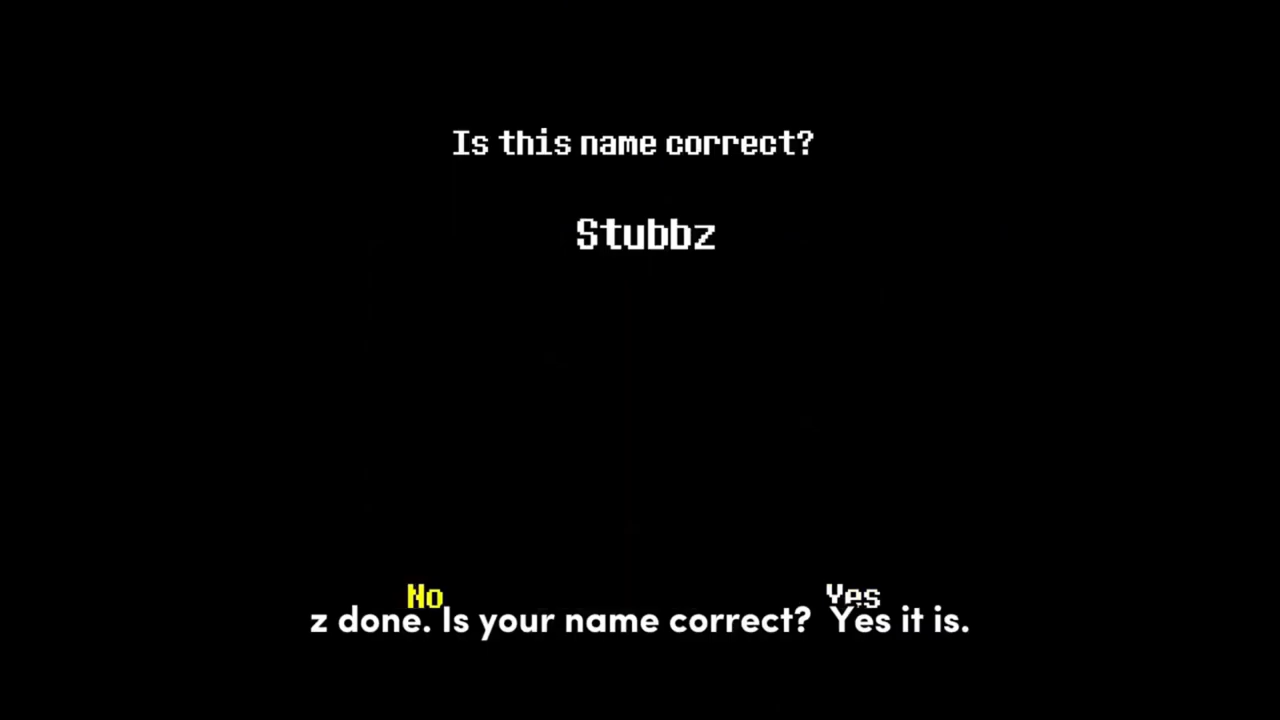 Is this name correct?
Stubbz
No Yes
z done. Is your name correct? Yes it is.